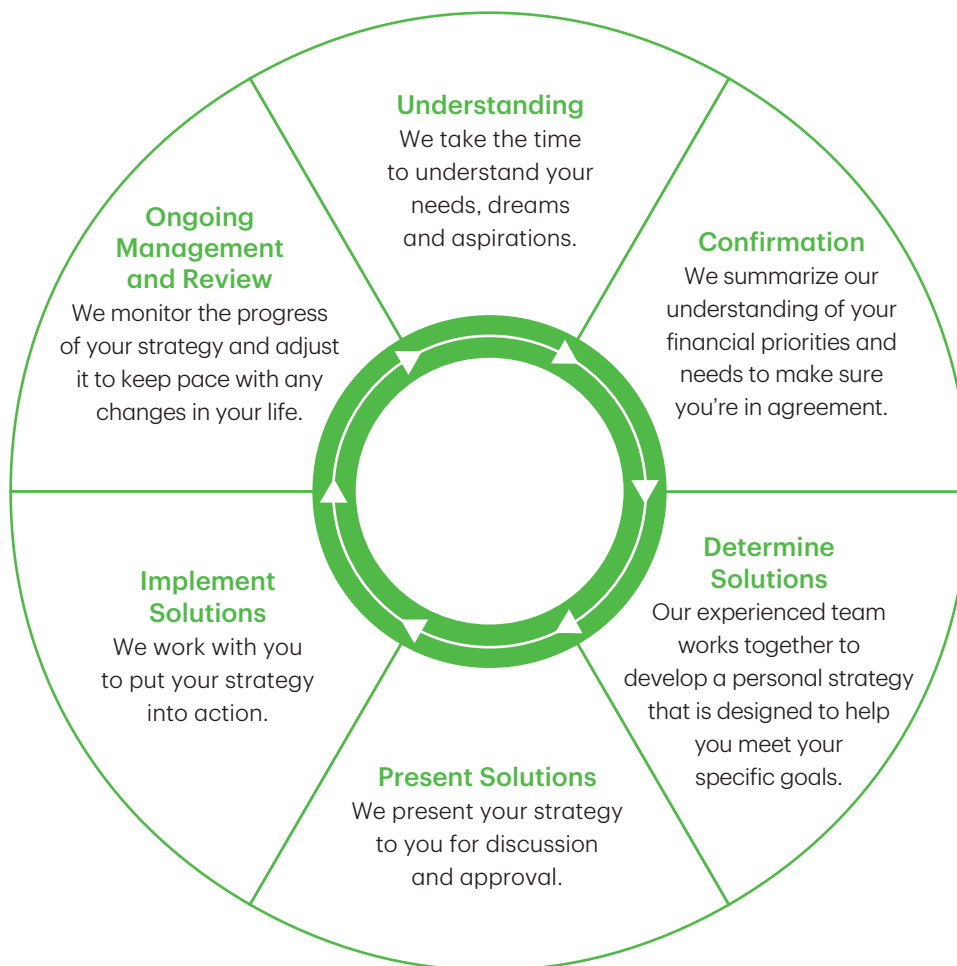 Understanding
We take the time
to understand your
needs, dreams
and aspirations.
Confirmation
We summarize our
understanding of your
financial priorities and
needs to make sure
you’re in agreement.
Determine
Solutions
Our experienced team
works together to
develop a personal strategy
that is designed to help
you meet your
specific goals.
Present Solutions
We present your strategy
to you for discussion
and approval.
Implement
Solutions
We work with you
to put your strategy
into action.
Ongoing
Management
and Review
We monitor the progress
of your strategy and adjust
it to keep pace with any
changes in your life.